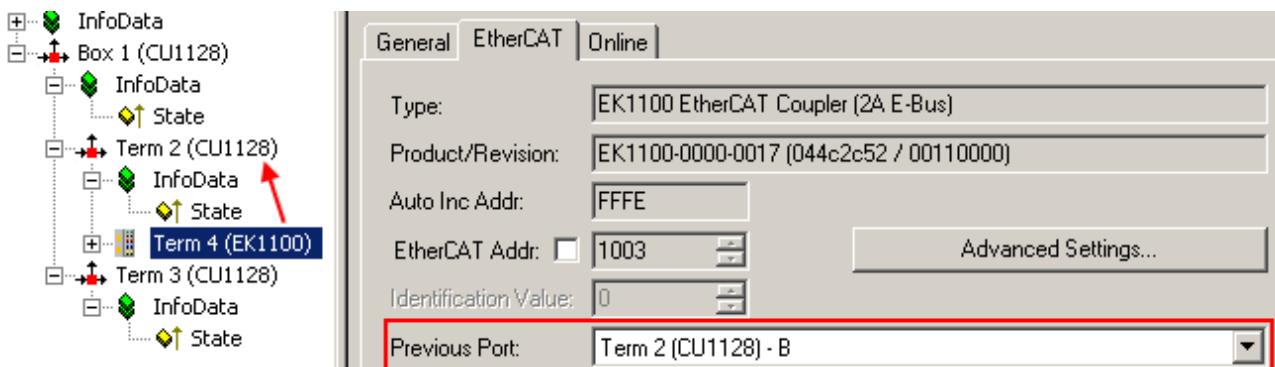 InfoData
Box 1 (CU1128)
InfoData
State
Term 2 (CU1128)
InfoData
State
Term 4 (EK1100)
Term 3 (CU1128)
InfoData
State
General EtherCAT Online
Type: EK1100 EtherCAT Coupler (2A E-Bus)
Product/Revision: EK1100-0000-0017 (044c2c52 / 00110000)
Auto Inc Addr: FFFE
EtherCAT Addr: 1003 Advanced Settings...
Identification Value: 0
Previous Port: Term 2 (CU1128) - B